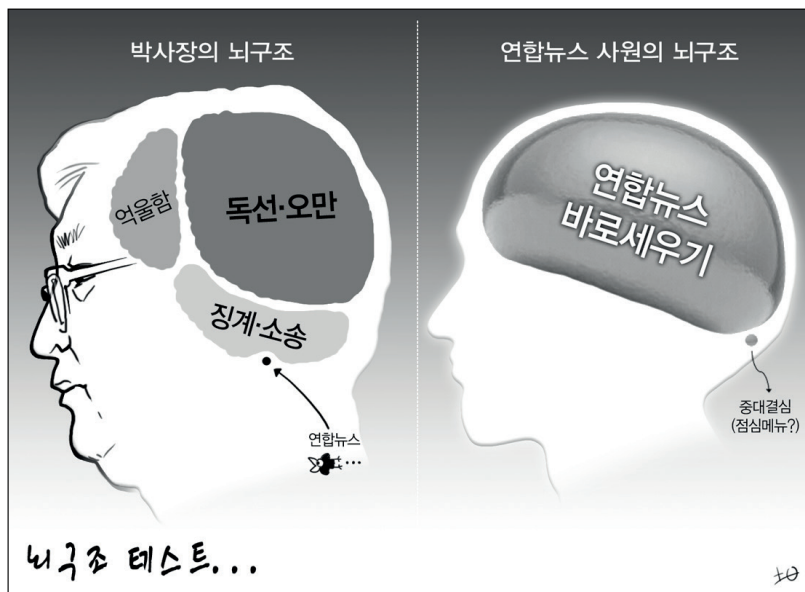 박사장의 뇌구조
억울함
독선·오만
징계·소송
연합뉴스
...
연합뉴스 사원의 뇌구조
연합뉴스
바로세우기
중대결심
(점심메뉴?)
뇌구조 테스트...